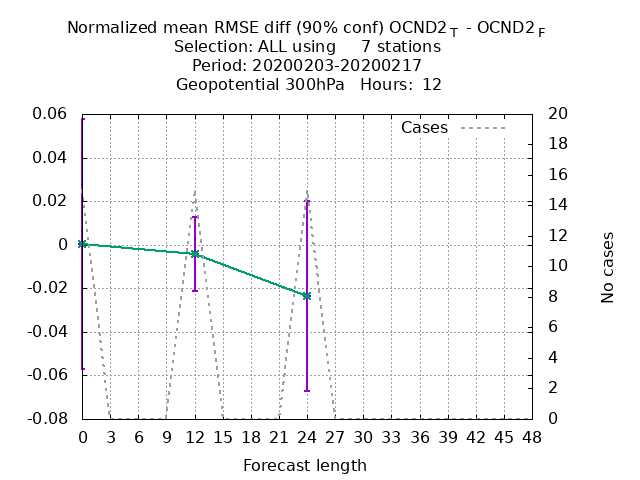 Normalized mean RMSE diff (90% conf) OCND2 T - OCND2 F
Selection: ALL using     7 stations
Period: 20200203-20200217
Geopotential 300hPa   Hours:  12
Cases
0.06
0.04
0.02
0
-0.02
-0.04
-0.06
-0.08
20
18
16
14
12
10
8
6
4
2
0
No cases
0 3 6 9 12 15 18 21 24 27 30 33 36 39 42 45 48
Forecast length